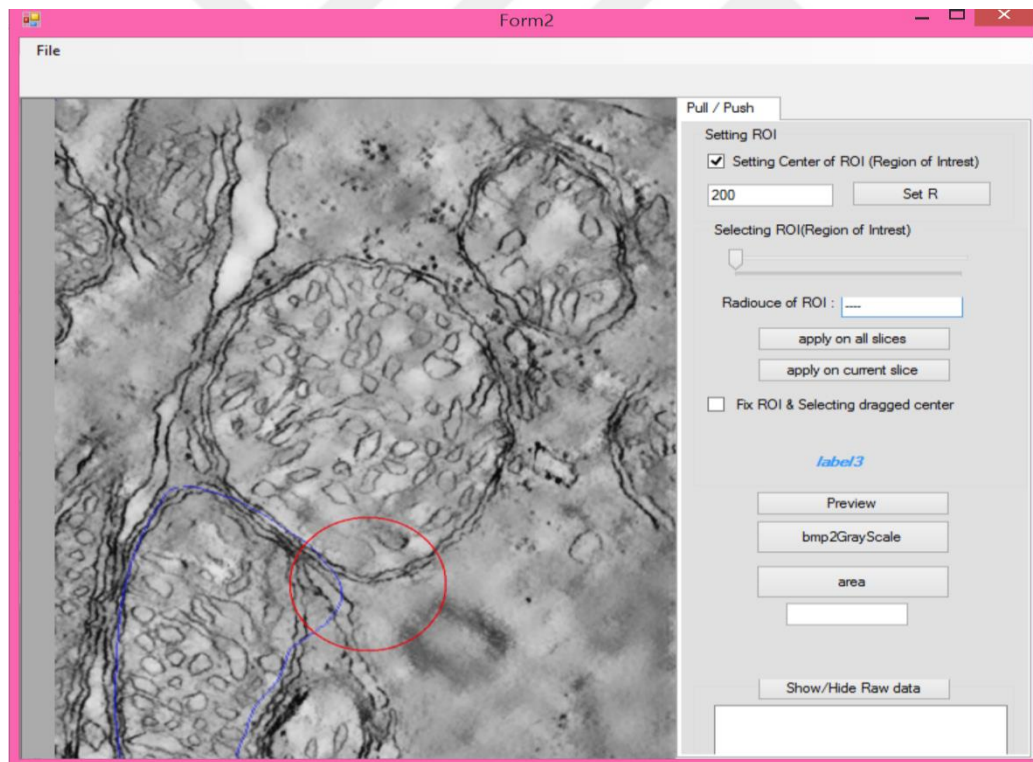 Form2
File
Pull / Push
Setting ROI
Setting Center of ROI (Region of Intrest)
200
Set R
Selecting ROI(Region of Intrest)
Radiouce of ROI : ----
apply on all slices
apply on current slice
Fix ROI & Selecting dragged center
label3
Preview
bmp2GrayScale
area
Show/Hide Raw data